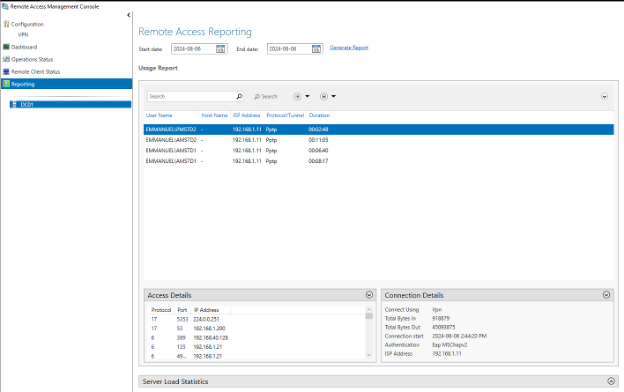 Remote Access Management Console
Configuration
VPN
Dashboard
Operations Status
Remote Client Status
Reporting
DC01
Remote Access Reporting
Start date: 2024-08-06 End date: 2024-08-06 Generate Report
Usage Report
Search Search
User Name Host Name ISP Address Protocol/Tunnel Duration
EMMANUEL\PMSTD2 - 192.168.1.11 Pptp 00:02:48
EMMANUEL\AMSTD2 - 192.168.1.11 Pptp 00:11:35
EMMANUEL\AMSTD1 - 192.168.1.11 Pptp 00:06:40
EMMANUEL\AMSTD1 - 192.168.1.11 Pptp 00:08:17
Access Details
Protocol Port IP Address
17 5353 224.0.0.251
17 53 192.168.1.200
6 389 192.168.40.128
6 135 192.168.1.21
6 49... 192.168.1.21
Connection Details
Connect Using Vpn
Total Bytes In 918879
Total Bytes Out 45093875
Connection start 2024-08-06 2:44:20 PM
Authentication Eap MSChapv2
ISP Address 192.168.1.11
Server Load Statistics